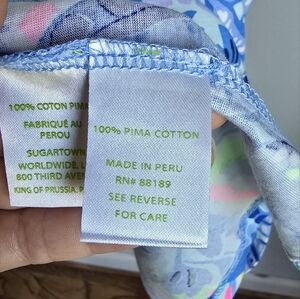 100% COTON PIMA
FABRIQUÉ AU
PEROU
SUGARTOWN
WORLDWIDE, L
800 THIRD AVE
KING OF PRUSSIA, P
100% PIMA COTTON
MADE IN PERU
RN# 88189
SEE REVERSE
FOR CARE